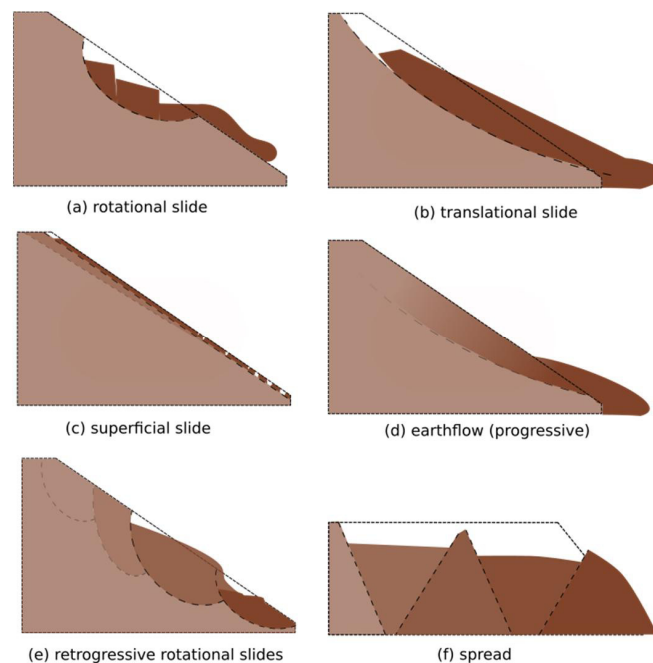 (a) rotational slide
(b) translational slide
(c) superficial slide
(d) earthflow (progressive)
(e) retrogressive rotational slides
(f) spread